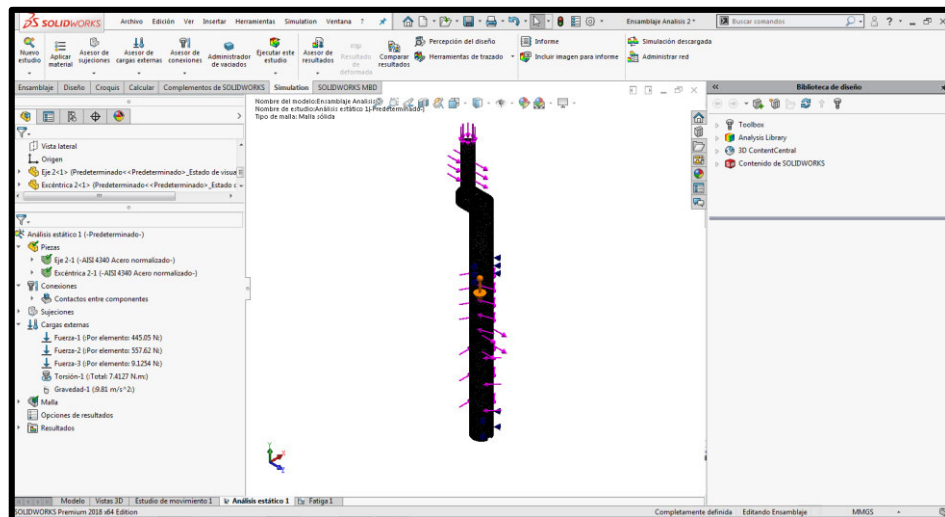 SOLIDWORKS Archivo Edición Ver Insertar Herramientas Simulation Ventana ? Ensamblaje Analisis 2 * Buscar comandos
Nuevo estudio
Aplicar material
Asesor de sujeciones
Asesor de cargas externas
Asesor de conexiones
Administrador de vaciados
Ejecutar este estudio
Asesor de resultados
Resultado de deformada
Comparar resultados
Percepción del diseño
Herramientas de trazado
Informe
Incluir imagen para informe
Simulación descargada
Administrar red
Ensamblaje Diseño Croquis Calcular Complementos de SOLIDWORKS Simulation SOLIDWORKS MBD
Biblioteca de diseño
Nombre del modelo:Ensamblaje Analisis
Nombre de estudio:Análisis estático 1(-Predeterminado-)
Tipo de malla: Malla sólida
Vista lateral
Origen
Eje 2<1> (Predeterminado<<Predeterminado>_Estado de visua
Excéntrica 2<1> (Predeterminado<<Predeterminado>_Estado
Análisis estático 1 (-Predeterminado-)
Piezas
Eje 2-1 (-AISI 4340 Acero normalizado-)
Excéntrica 2-1 (-AISI 4340 Acero normalizado-)
Conexiones
Contactos entre componentes
Sujeciones
Cargas externas
Fuerza-1 (:Por elemento: 445.05 N:)
Fuerza-2 (:Por elemento: 557.62 N:)
Fuerza-3 (:Por elemento: 9.1254 N:)
Torsión-1 (:Total: 7.4127 N.m:)
Gravedad-1 (:9.81 m/s^2:)
Malla
Opciones de resultados
Resultados
Toolbox
Analysis Library
3D ContentCentral
Contenido de SOLIDWORKS
Y
X
Z
Modelo Vistas 3D Estudio de movimiento 1 Análisis estático 1 Fatiga 1
SOLIDWORKS Premium 2018 x64 Edition Completamente definida Editando Ensamblaje MMGS